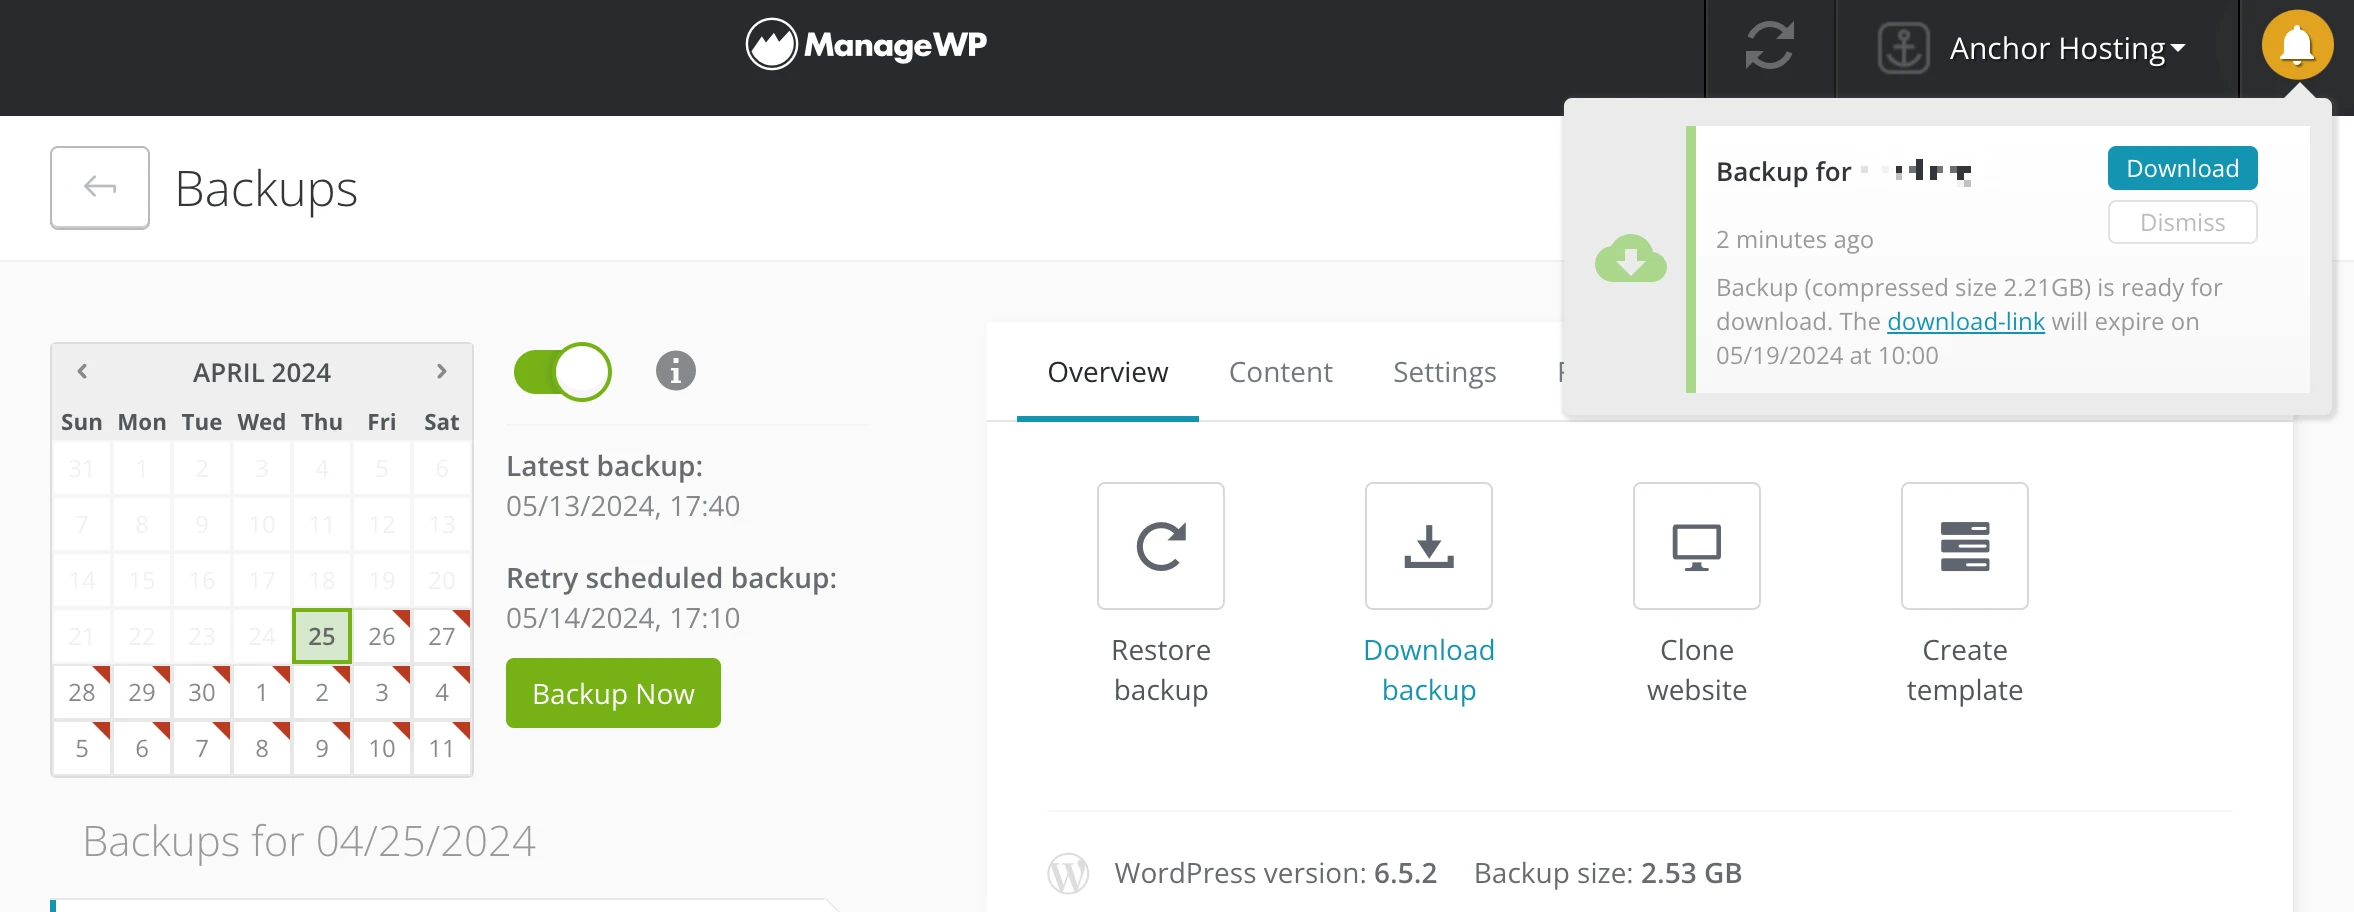 ManageWP
Anchor Hosting
Backups
Backup for
Download
Dismiss
2 minutes ago
Backup (compressed size 2.21GB) is ready for
download. The download-link will expire on
05/19/2024 at 10:00
APRIL 2024
Sun Mon Tue Wed Thu Fri Sat
31 1 2 3 4 5 6
7 8 9 10 11 12 13
14 15 16 17 18 19 20
21 22 23 24 25 26 27
28 29 30 1 2 3 4
5 6 7 8 9 10 11
Latest backup:
05/13/2024, 17:40
Retry scheduled backup:
05/14/2024, 17:10
Backup Now
Backups for 04/25/2024
Overview Content Settings
Restore
backup
Download
backup
Clone
website
Create
template
WordPress version: 6.5.2 Backup size: 2.53 GB